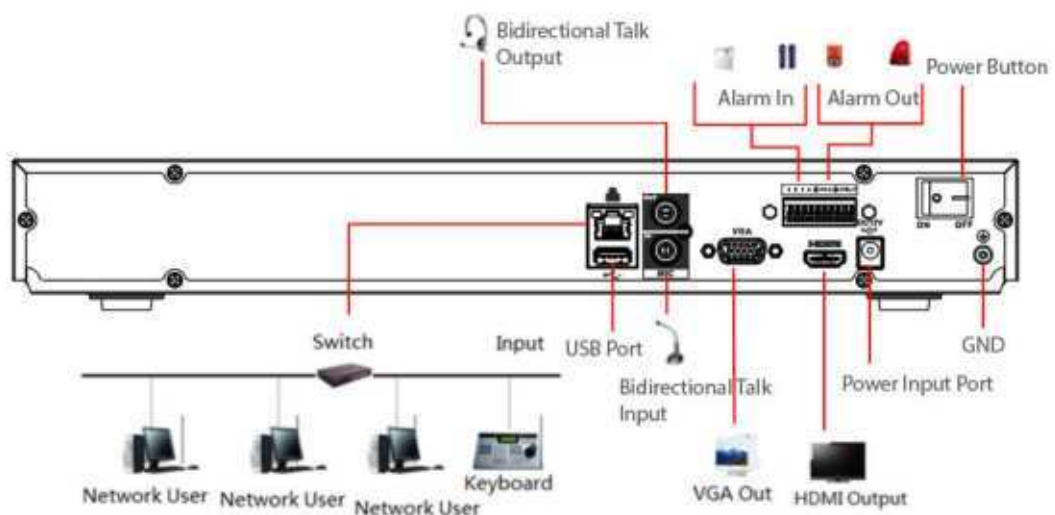 Bidirectional Talk
Output
Alarm In
Alarm Out
Power Button
VGA
HDMI
MIC
ON
OFF
Switch
Input
USB Port
GND
Bidirectional Talk
Input
Power Input Port
Network User
Network User
Network User
Keyboard
VGA Out
HDMI Output